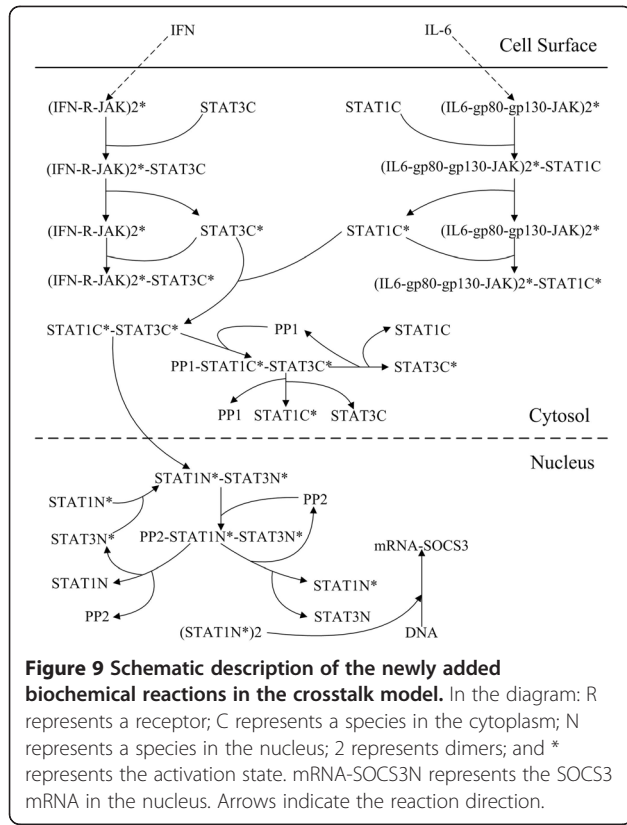 IFN IL-6
Cell Surface
(IFN-R-JAK)2* STAT3C STAT1C (IL6-gp80-gp130-JAK)2*
(IFN-R-JAK)2*-STAT3C (IL6-gp80-gp130-JAK)2*-STAT1C
(IFN-R-JAK)2* STAT3C* STAT1C* (IL6-gp80-gp130-JAK)2*
(IFN-R-JAK)2*-STAT3C* (IL6-gp80-gp130-JAK)2*-STAT1C*
STAT1C*-STAT3C* PP1 STAT1C
PP1-STAT1C*-STAT3C* STAT3C*
PP1 STAT1C* STAT3C
Cytosol
Nucleus
STAT1N*-STAT3N*
STAT1N* PP2
STAT3N* PP2-STAT1N*-STAT3N*
mRNA-SOCS3
STAT1N STAT1N*
PP2 STAT3N
(STAT1N*)2 DNA
Figure 9 Schematic description of the newly added
biochemical reactions in the crosstalk model. In the diagram: R
represents a receptor; C represents a species in the cytoplasm; N
represents a species in the nucleus; 2 represents dimers; and *
represents the activation state. mRNA-SOCS3N represents the SOCS3
mRNA in the nucleus. Arrows indicate the reaction direction.